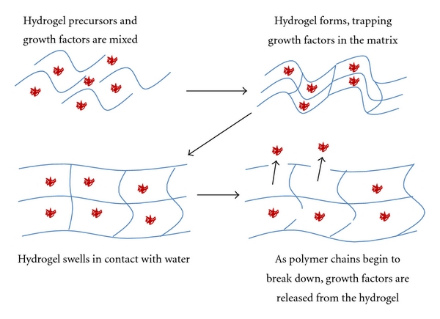 Hydrogel precursors and
growth factors are mixed
Hydrogel forms, trapping
growth factors in the matrix
Hydrogel swells in contact with water
As polymer chains begin to
break down, growth factors are
released from the hydrogel